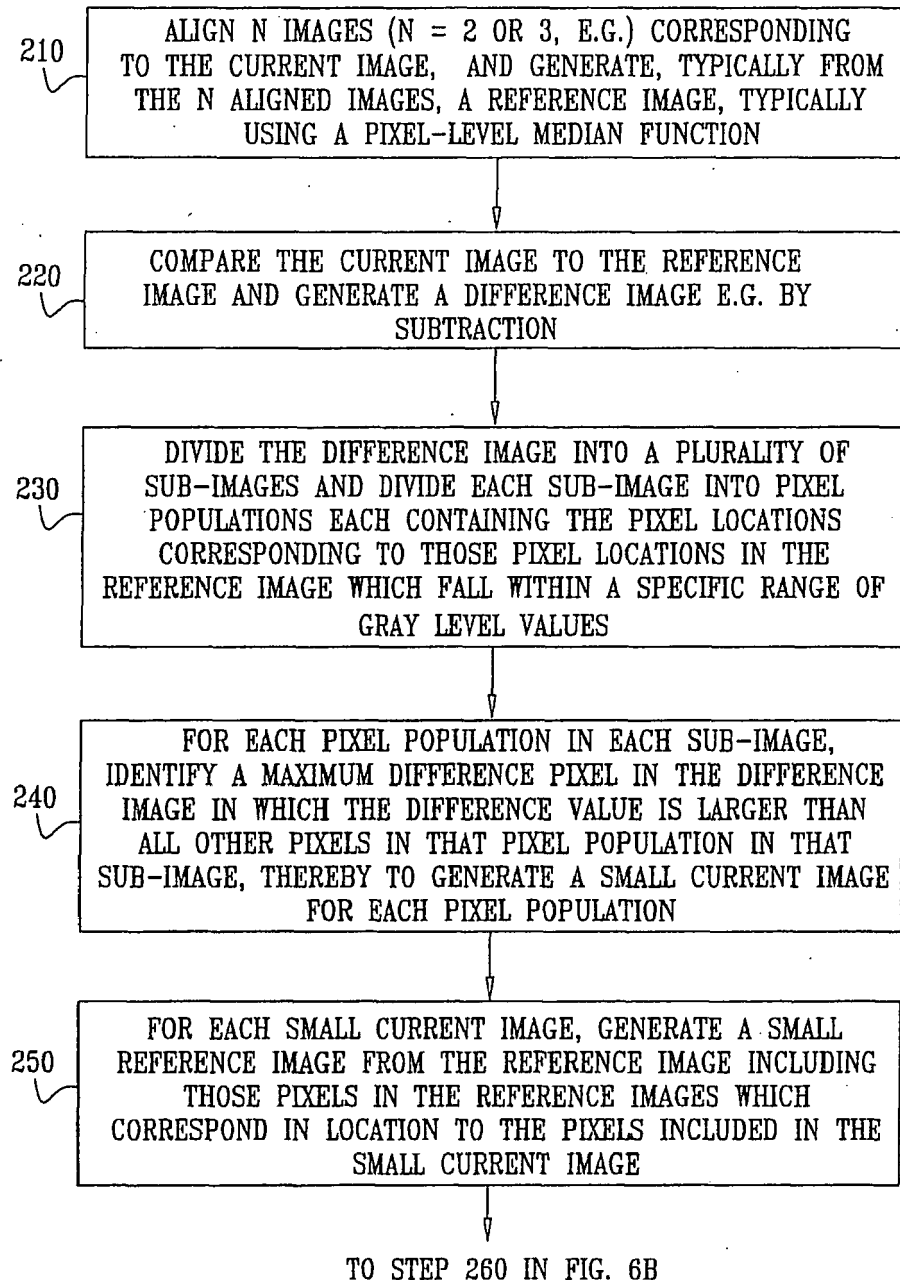 210
ALIGN N IMAGES (N = 2 OR 3, E.G.) CORRESPONDING
TO THE CURRENT IMAGE, AND GENERATE, TYPICALLY FROM
THE N ALIGNED IMAGES, A REFERENCE IMAGE, TYPICALLY
USING A PIXEL-LEVEL MEDIAN FUNCTION
220
COMPARE THE CURRENT IMAGE TO THE REFERENCE
IMAGE AND GENERATE A DIFFERENCE IMAGE E.G. BY
SUBTRACTION
230
DIVIDE THE DIFFERENCE IMAGE INTO A PLURALITY OF
SUB-IMAGES AND DIVIDE EACH SUB-IMAGE INTO PIXEL
POPULATIONS EACH CONTAINING THE PIXEL LOCATIONS
CORRESPONDING TO THOSE PIXEL LOCATIONS IN THE
REFERENCE IMAGE WHICH FALL WITHIN A SPECIFIC RANGE OF
GRAY LEVEL VALUES
240
FOR EACH PIXEL POPULATION IN EACH SUB-IMAGE,
IDENTIFY A MAXIMUM DIFFERENCE PIXEL IN THE DIFFERENCE
IMAGE IN WHICH THE DIFFERENCE VALUE IS LARGER THAN
ALL OTHER PIXELS IN THAT PIXEL POPULATION IN THAT
SUB-IMAGE, THEREBY TO GENERATE A SMALL CURRENT IMAGE
FOR EACH PIXEL POPULATION
250
FOR EACH SMALL CURRENT IMAGE, GENERATE A SMALL
REFERENCE IMAGE FROM THE REFERENCE IMAGE INCLUDING
THOSE PIXELS IN THE REFERENCE IMAGES WHICH
CORRESPOND IN LOCATION TO THE PIXELS INCLUDED IN THE
SMALL CURRENT IMAGE
TO STEP 260 IN FIG. 6B